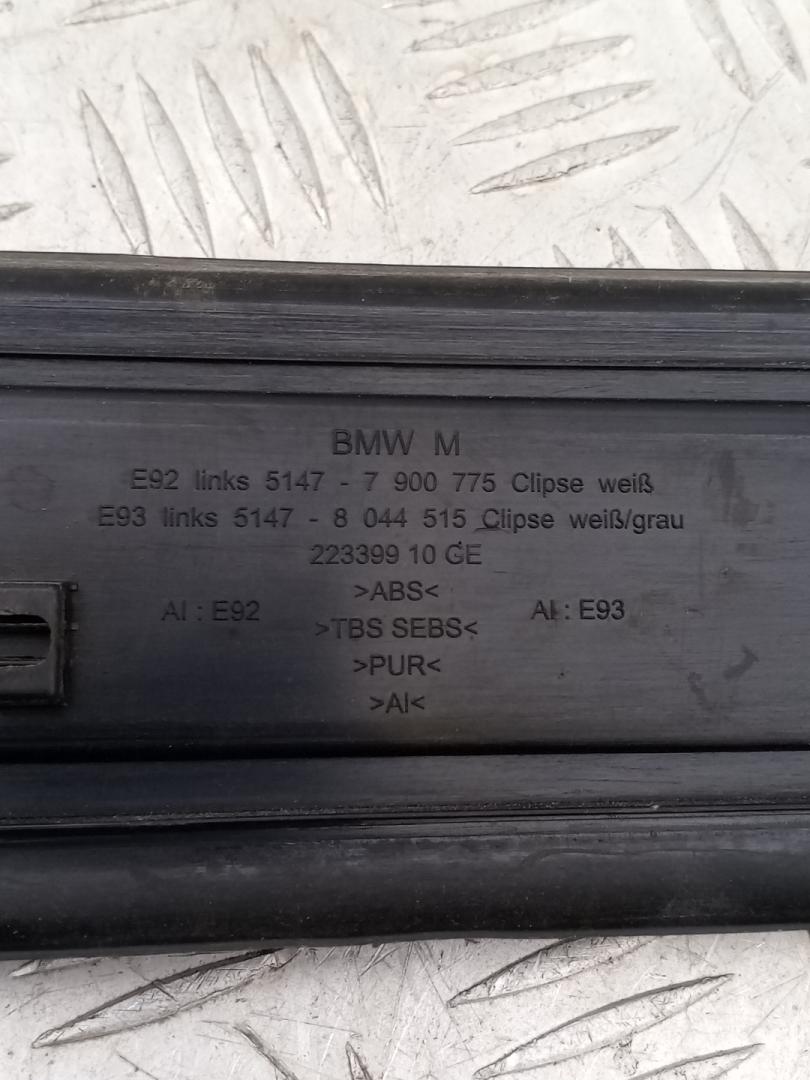 BMW M
E92 links 5147 - 7 900 775 Clipse weiß
E93 links 5147 - 8 044 515 Clipse weiß/grau
223399 10 GE
>ABS<
AI : E92 >TBS SEBS< AI : E93
>PUR<
>AI<